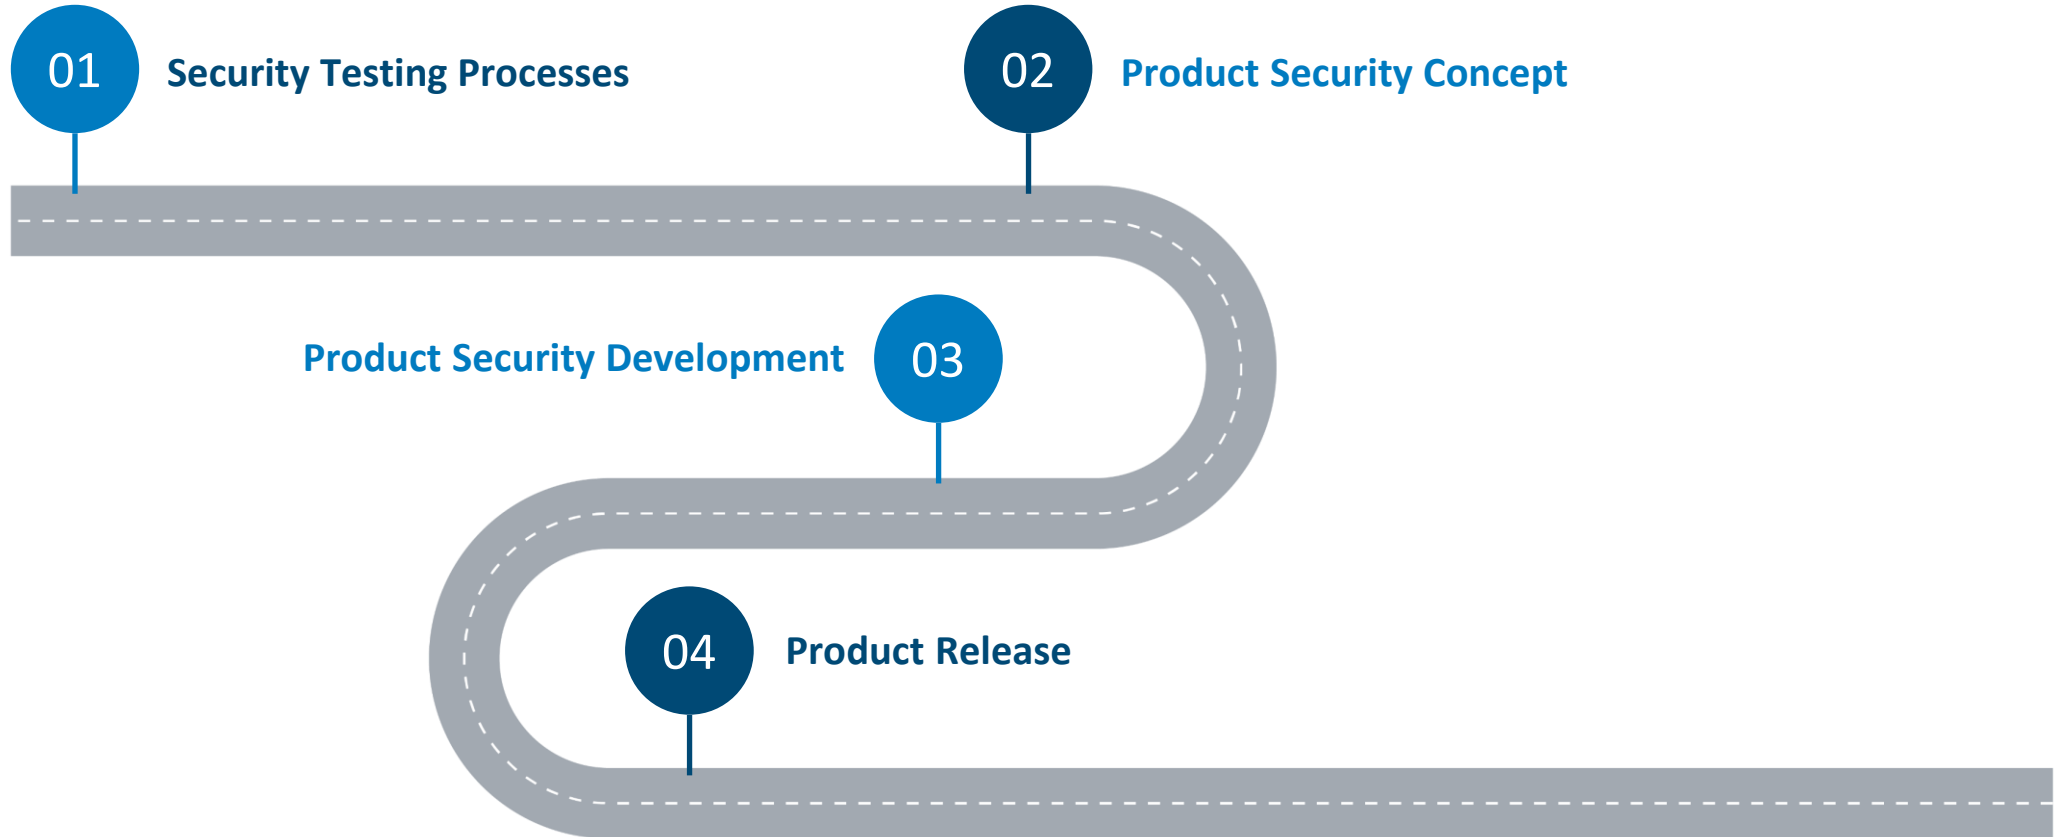 01
Security Testing Processes
02
Product Security Concept
Product Security Development
03
04
Product Release